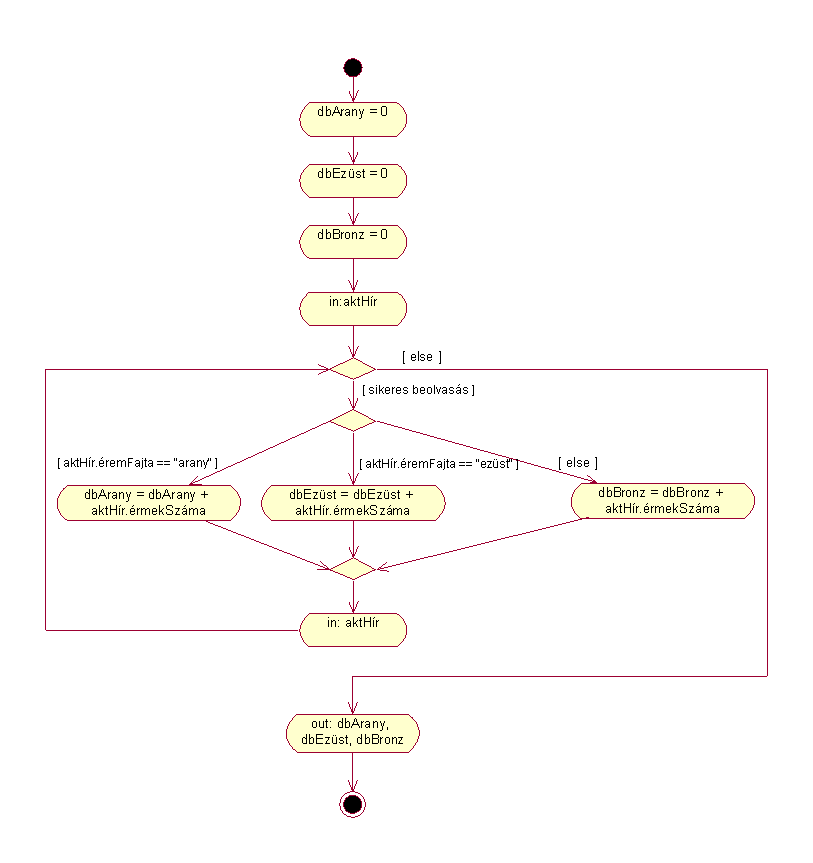 dbArany = 0
dbEzüst = 0
dbBronz = 0
in:aktHír
[ else ]
[ sikeres beolvasás ]
[ aktHír.éremFajta == "arany" ]
[ aktHír.éremFajta == "ezüst" ]
[ else ]
dbArany = dbArany +
aktHír.érmekSzáma
dbEzüst = dbEzüst +
aktHír.érmekSzáma
dbBronz = dbBronz +
aktHír.érmekSzáma
in: aktHír
out: dbArany,
dbEzüst, dbBronz